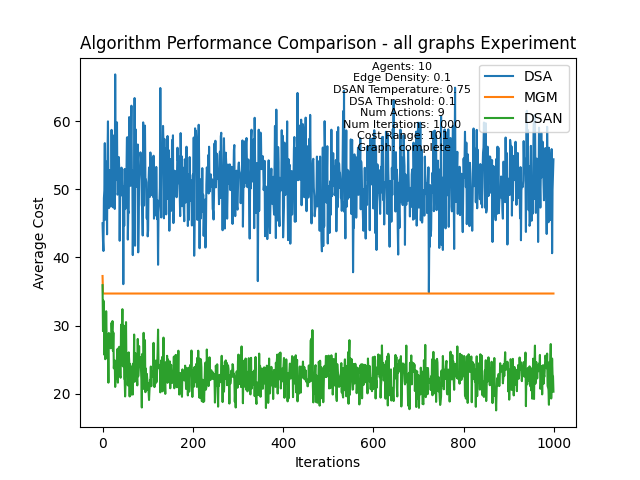 Algorithm Performance Comparison - all graphs Experiment
Agents: 10
Edge Density: 0.1
DSAN Temperature: 0.75
DSA Threshold: 0.1
Num Actions: 9
Num Iterations: 1000
Cost Range: 101
Graph: complete
DSA
MGM
DSAN
Average Cost
60
50
40
30
20
0
200
400
600
800
1000
Iterations